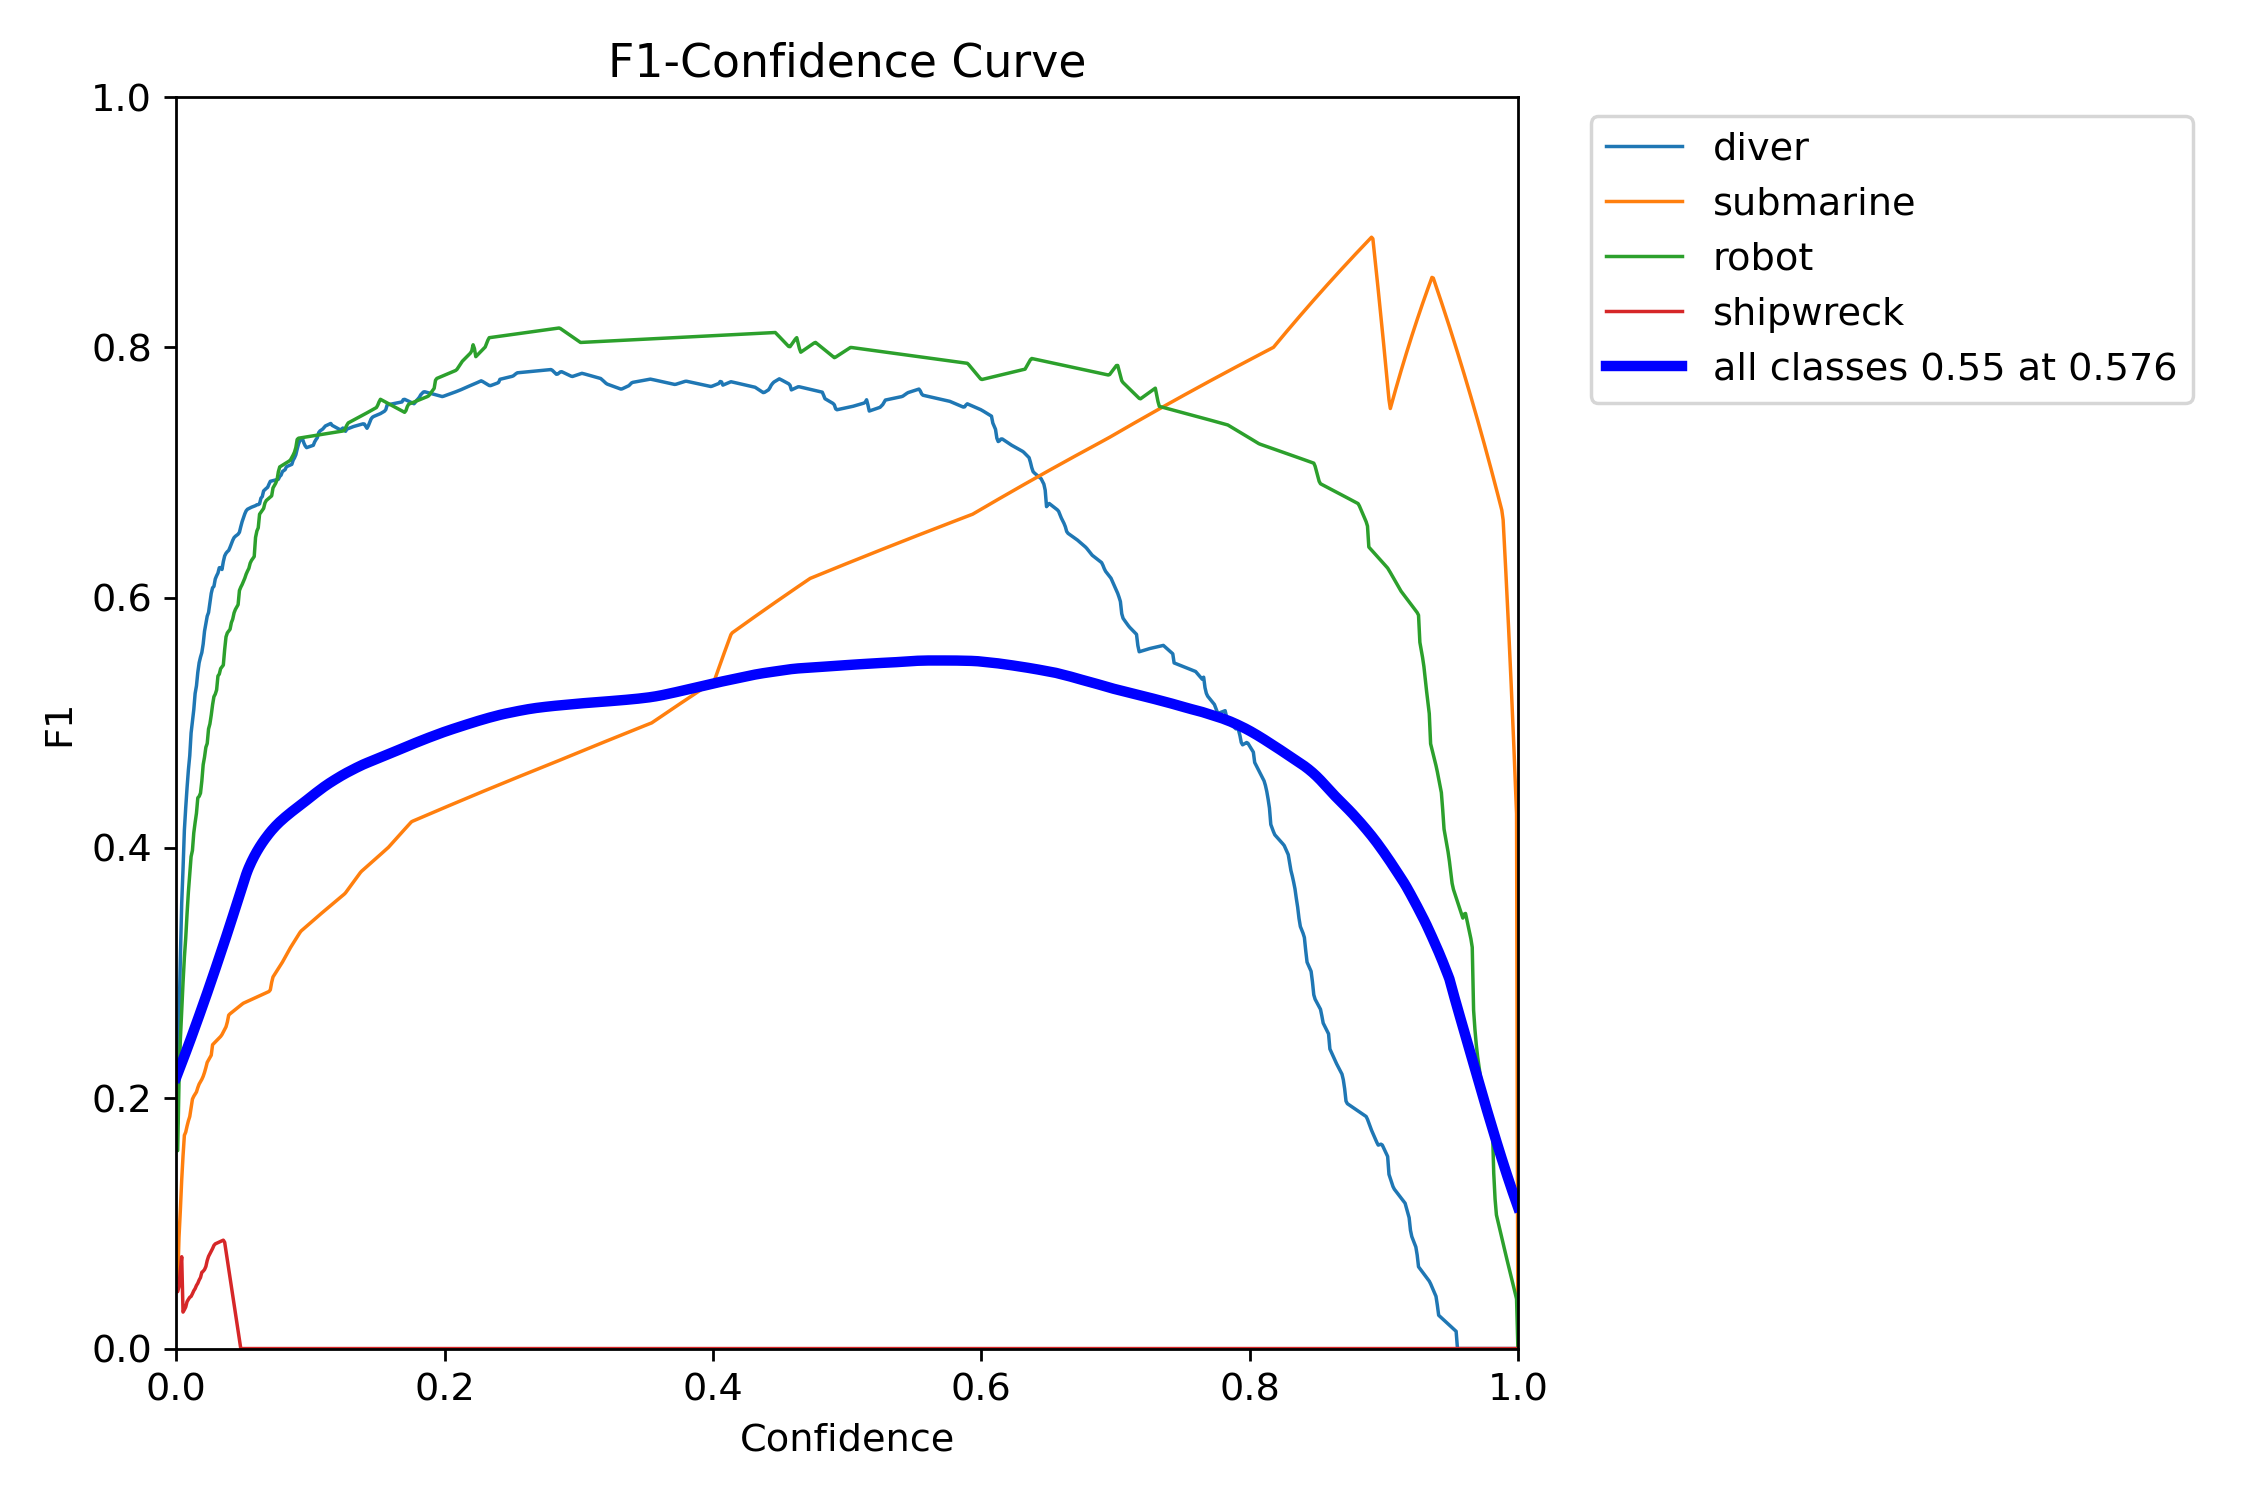 F1-Confidence Curve
1.0
0.8
0.6
0.4
0.2
0.0
F1
0.0 0.2 0.4 0.6 0.8 1.0
Confidence
diver
submarine
robot
shipwreck
all classes 0.55 at 0.576